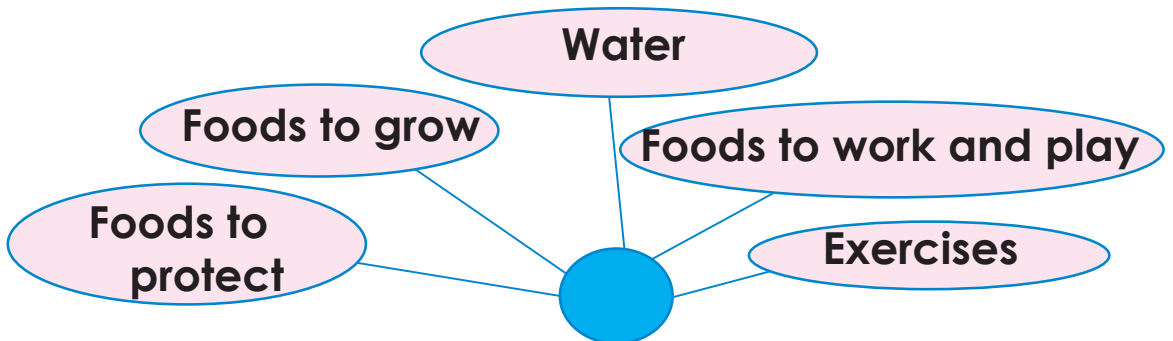 Water
Foods to grow
Foods to work and play
Foods to
protect
Exercises